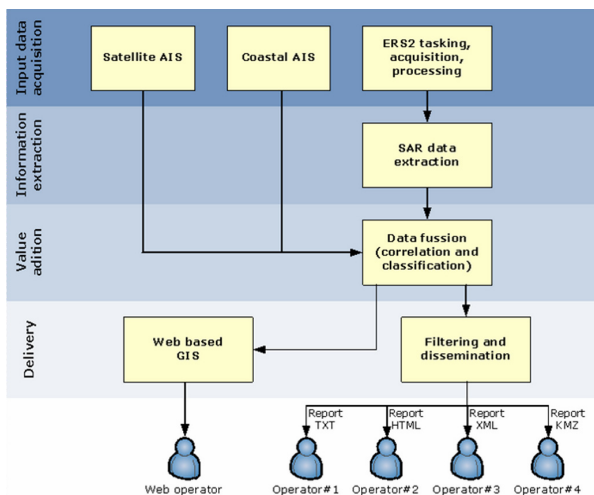 Input data
acquisition
Satellite AIS
Coastal AIS
ERS2 tasking,
acquisition,
processing
Information
extraction
SAR data
extraction
Value
adition
Data fussion
(correlation and
classification)
Delivery
Web based
GIS
Filtering and
dissemination
Report
TXT
Report
HTML
Report
XML
Report
KMZ
Web operator
Operator#1
Operator#2
Operator#3
Operator#4